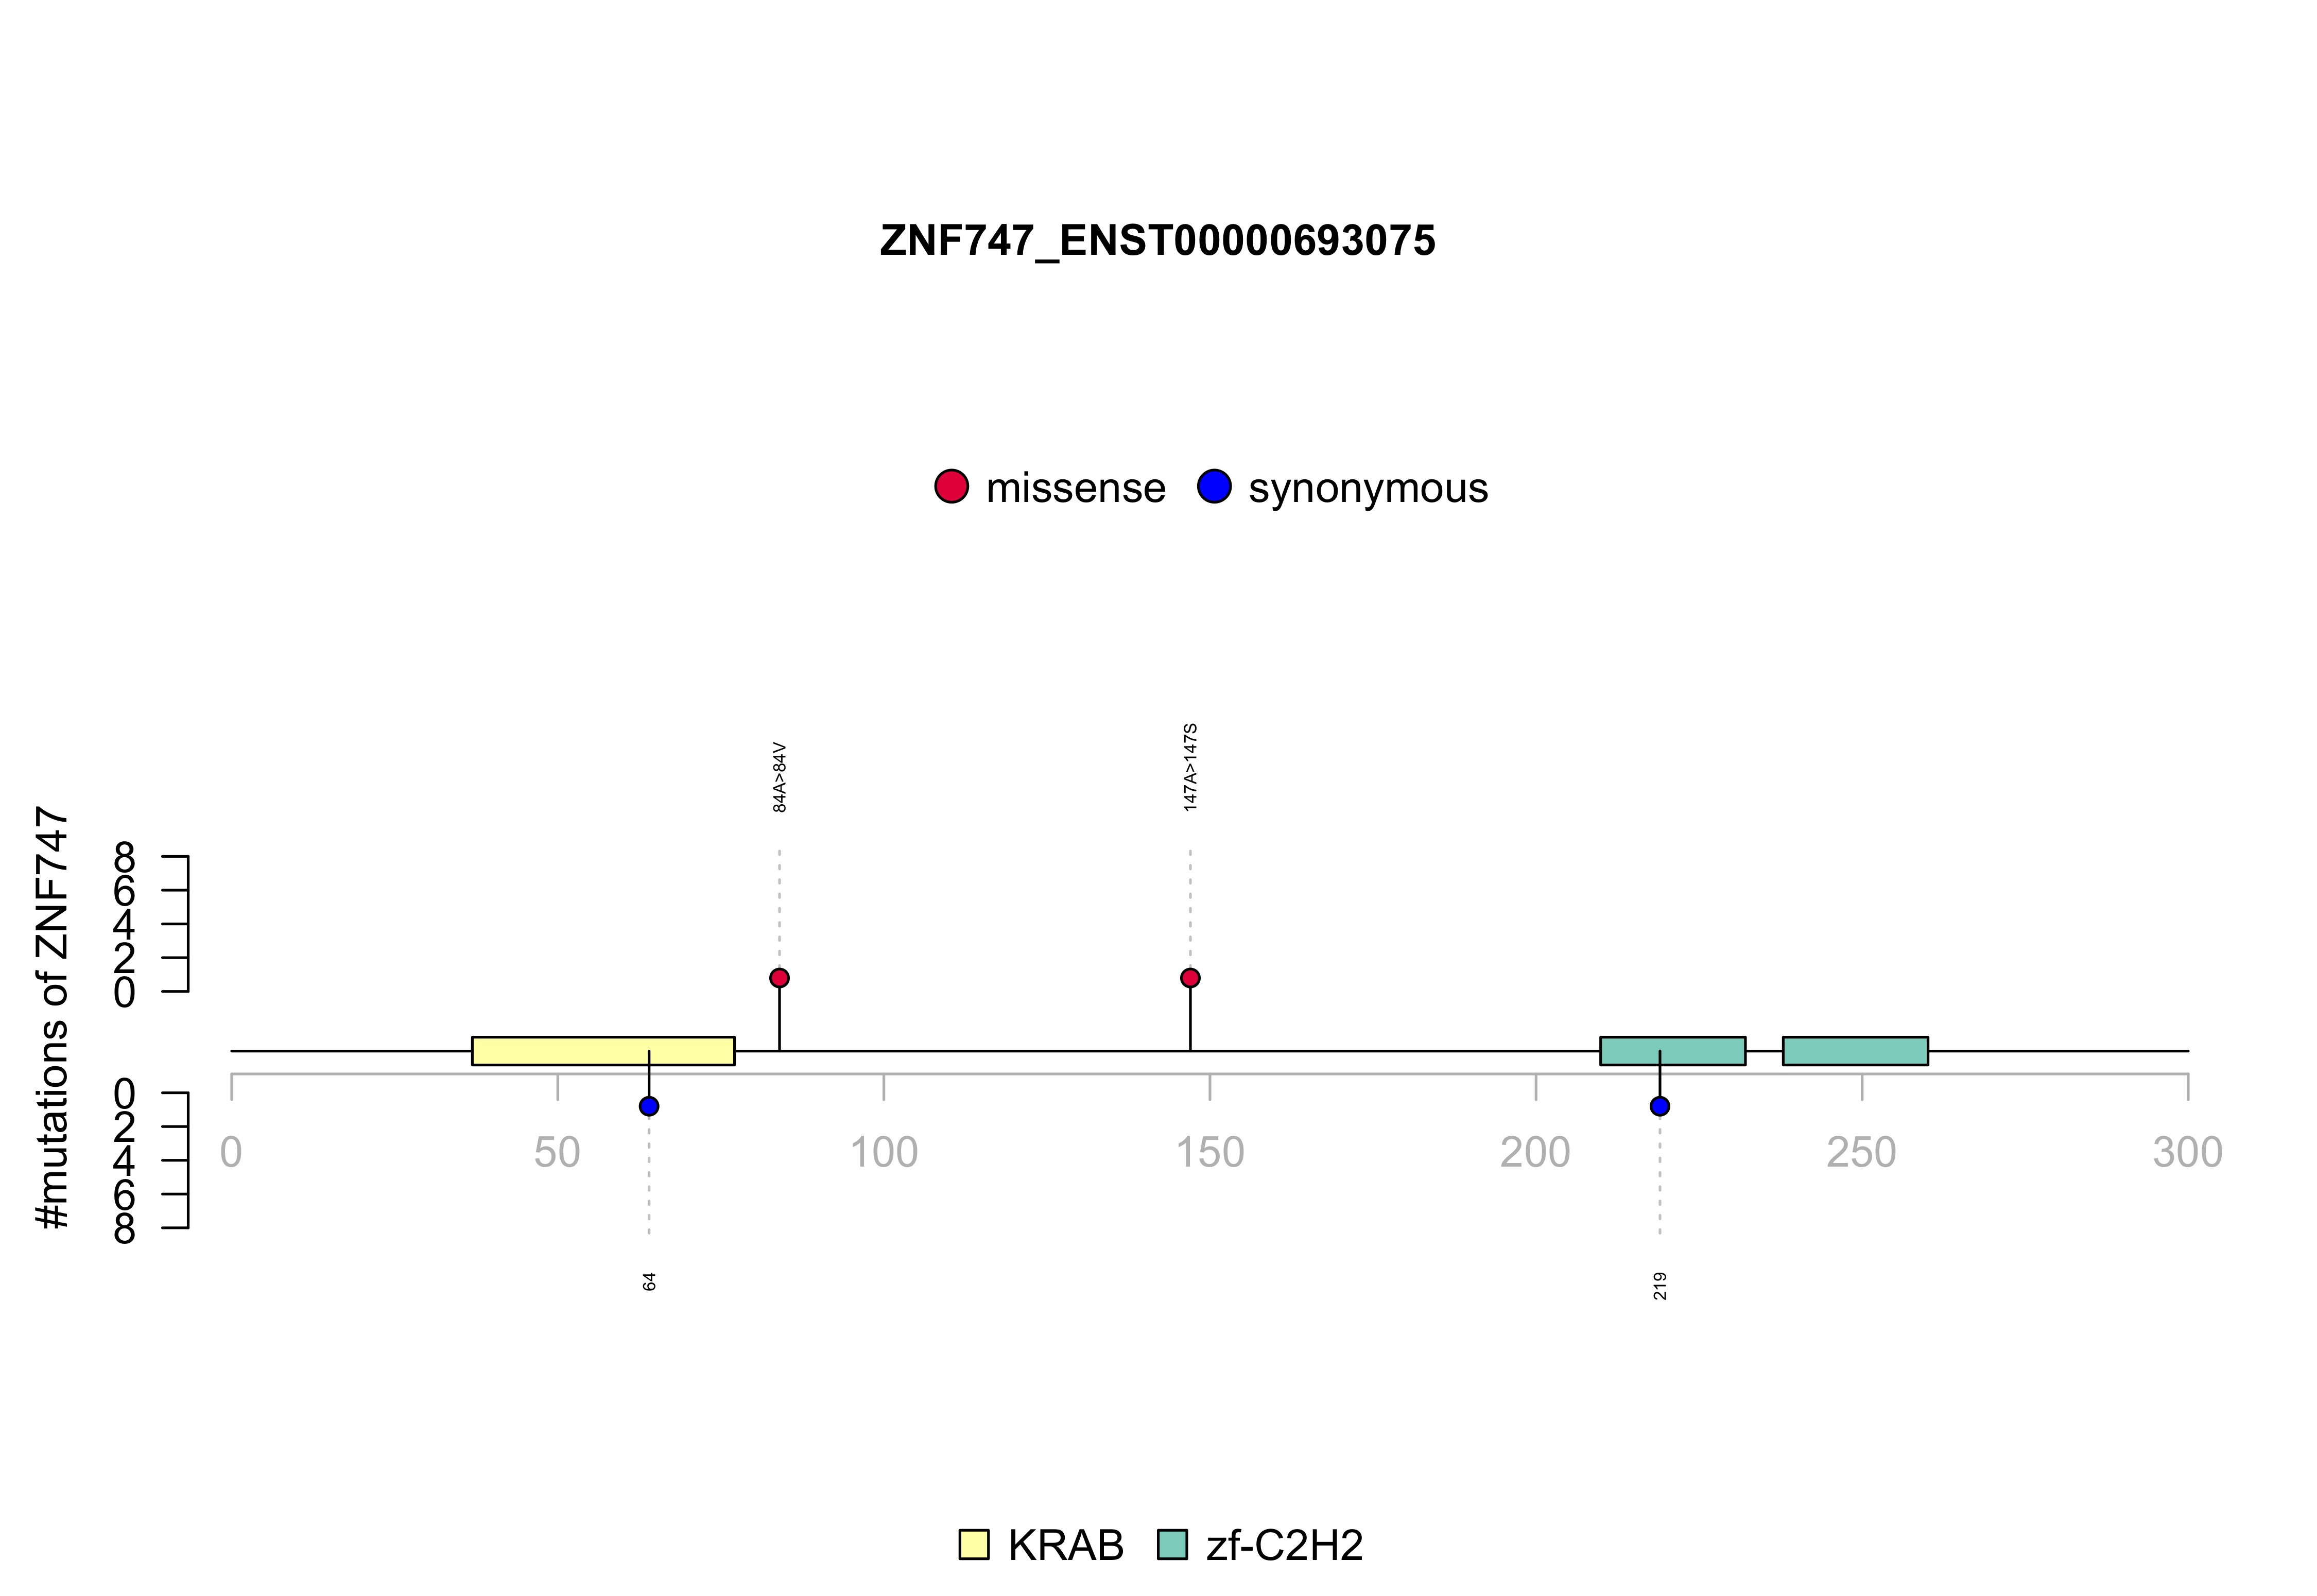 ZNF747_ENST00000693075
missense synonymous
84A>84V 147A>147S
#mutations of ZNF747
8
6
4
2
0
0
2
4
6
8
0 50 100 150 200 250 300
64 219
KRAB zf-C2H2